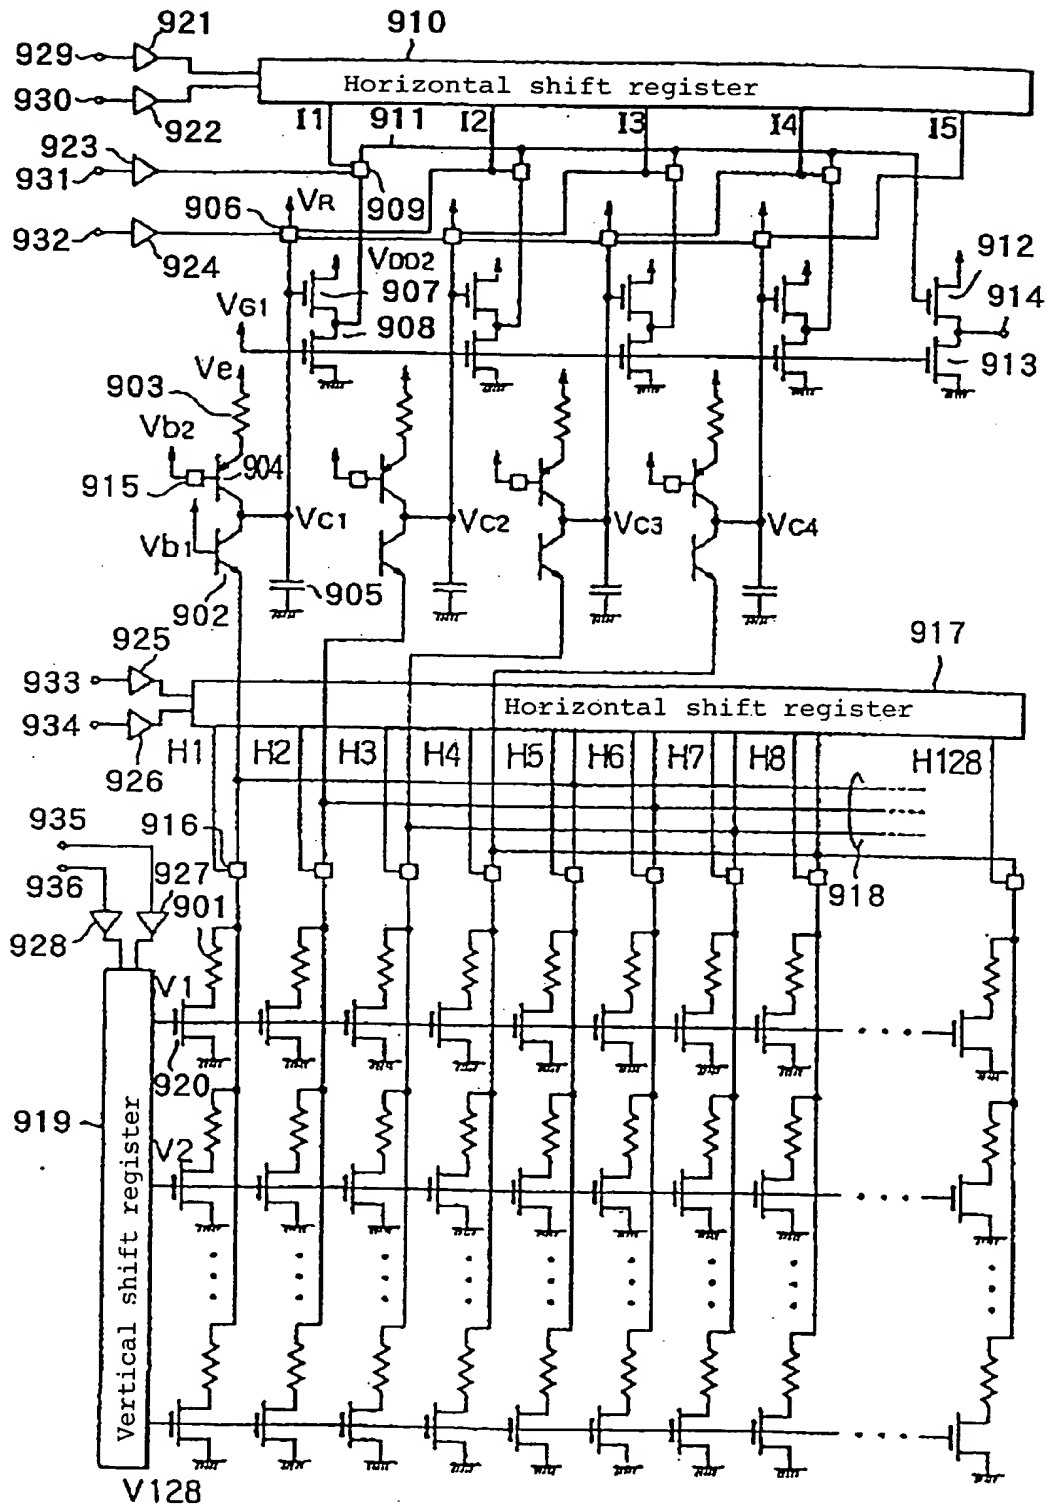 921
929
910
Horizontal shift register
930
922
I1
911
I2
I3
I4
I5
923
931
909
906
VR
932
924
VDD2
907
912
914
VG1
908
913
Ve
903
Vb2
904
915
VC1
VC2
VC3
VC4
Vb1
902
905
925
917
933
Horizontal shift register
934
926
H1
H2
H3
H4
H5
H6
H7
H8
H128
935
916
936
927
918
901
928
V1
920
919
V2
Vertical shift register
V128